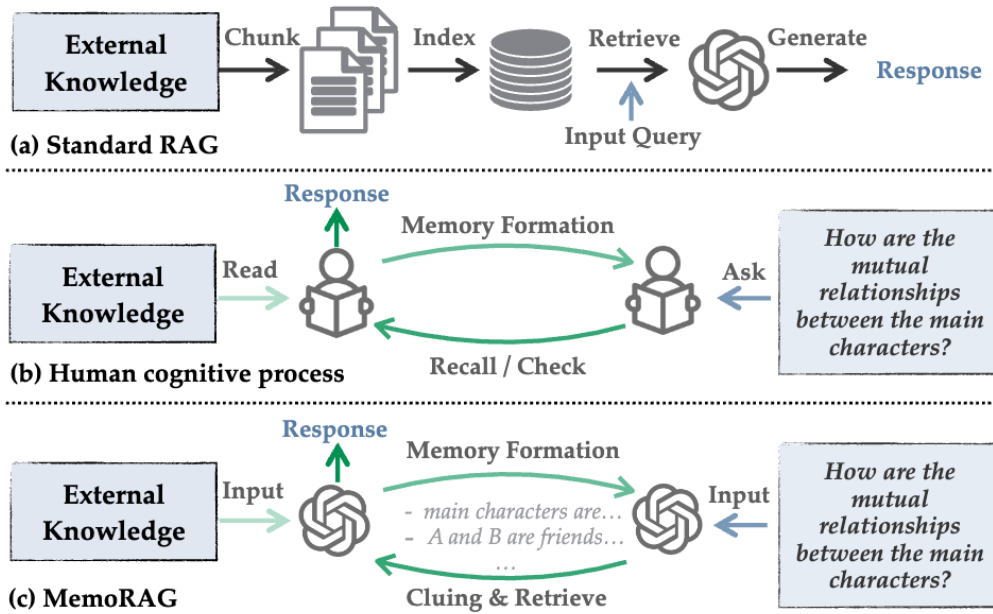 External
Knowledge
Chunk
Index
Retrieve
Generate
Response
Input Query
(a) Standard RAG
Response
Memory Formation
External
Knowledge
Read
Ask
How are the
mutual
relationships
between the main
characters?
Recall / Check
(b) Human cognitive process
Response
Memory Formation
External
Knowledge
Input
- main characters are...
- A and B are friends...
...
Input
How are the
mutual
relationships
between the main
characters?
Cluing & Retrieve
(c) MemoRAG